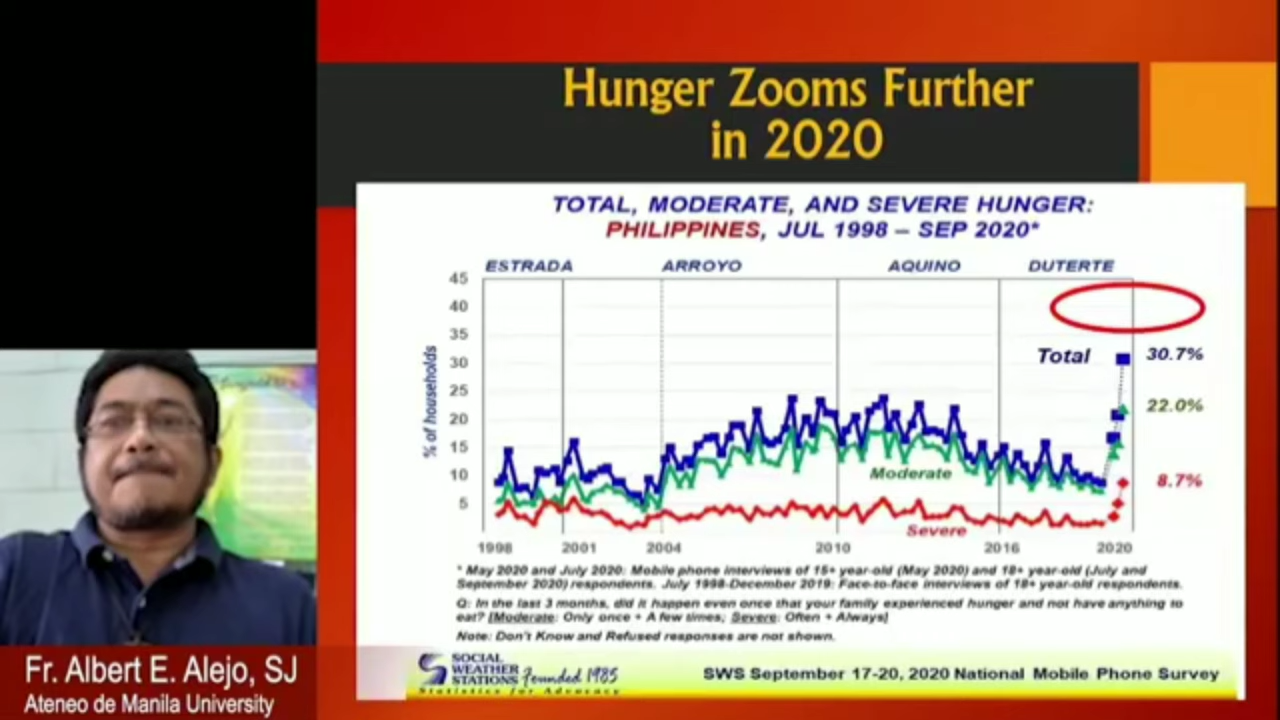 Hunger Zooms Further
in 2020
TOTAL, MODERATE, AND SEVERE HUNGER:
PHILIPPINES, JUL 1998 – SEP 2020*
ESTRADA ARROYO AQUINO DUTERTE
% of households
45
40
35
30
25
20
15
10
5
Total
30.7%
22.0%
Moderate
8.7%
Severe
1998 2001 2004 2010 2016 2020
* May 2020 and July 2020: Mobile phone interviews of 15+ year-old (May 2020) and 18+ year-old (July and
September 2020) respondents. July 1998-December 2019: Face-to-face interviews of 18+ year-old respondents.
Q: In the last 3 months, did it happen even once that your family experienced hunger and not have anything to
eat? [Moderate: Only once + A few times; Severe: Often + Always]
Note: Don't Know and Refused responses are not shown.
SOCIAL
WEATHER
STATIONS Founded 1985
Statistics for Advocacy
SWS September 17-20, 2020 National Mobile Phone Survey
Fr. Albert E. Alejo, SJ
Ateneo de Manila University